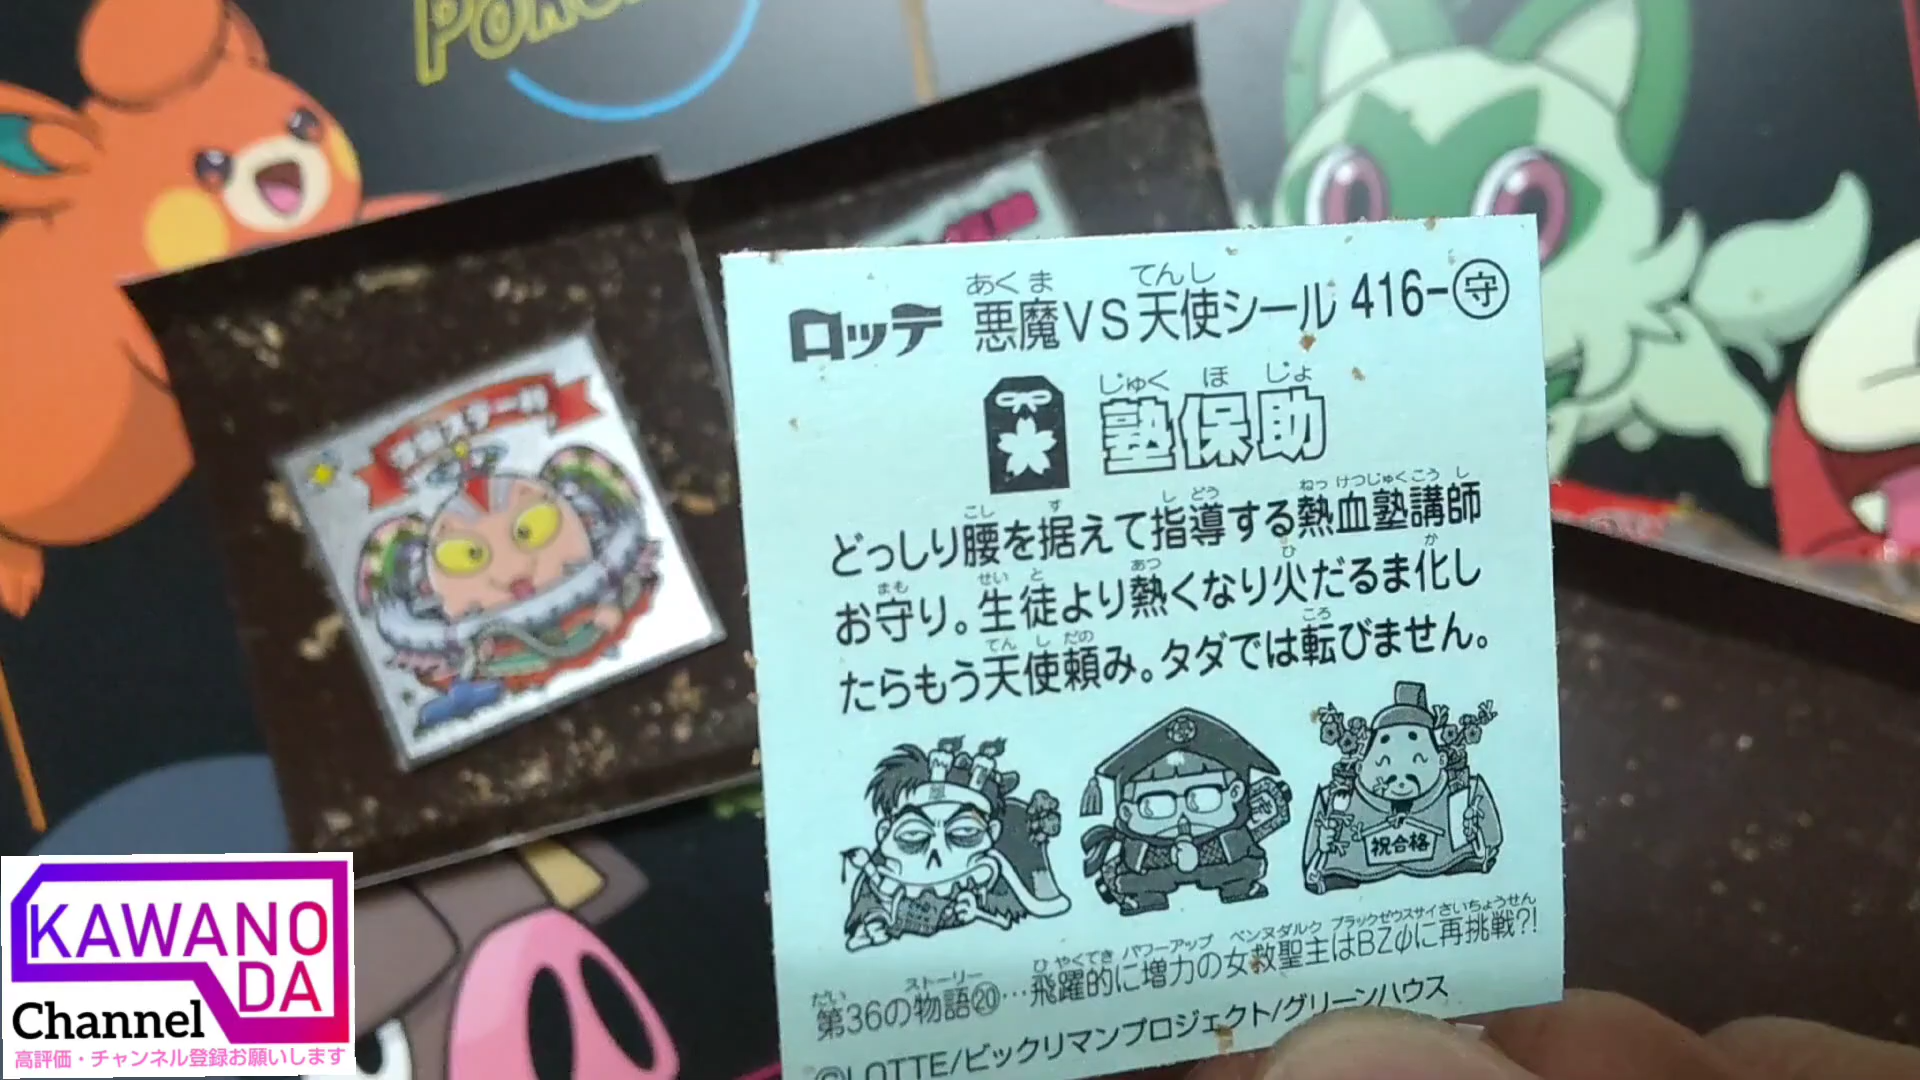 ロッテ 悪魔VS天使シール 416-守
あくま てんし
じゅく ほ じょ
塾保助
どっしり腰を据えて指導する熱血塾講師
こし す し どう ねっ けつじゅくこう し
お守り。生徒より熱くなり火だるま化し
まも せい と あつ ひ か
たらもう天使頼み。タダでは転びません。
てん し だの ころ
祝合格
第36の物語⑳…飛躍的に増力の女救聖主はBZψに再挑戦?!
だい ストーリー ひ やくてき パワーアップ ペンヌダルク ブラックゼウスサイ さいちょうせん
©LOTTE/ビックリマンプロジェクト/グリーンハウス
KAWANO
DA
Channel
高評価・チャンネル登録お願いします